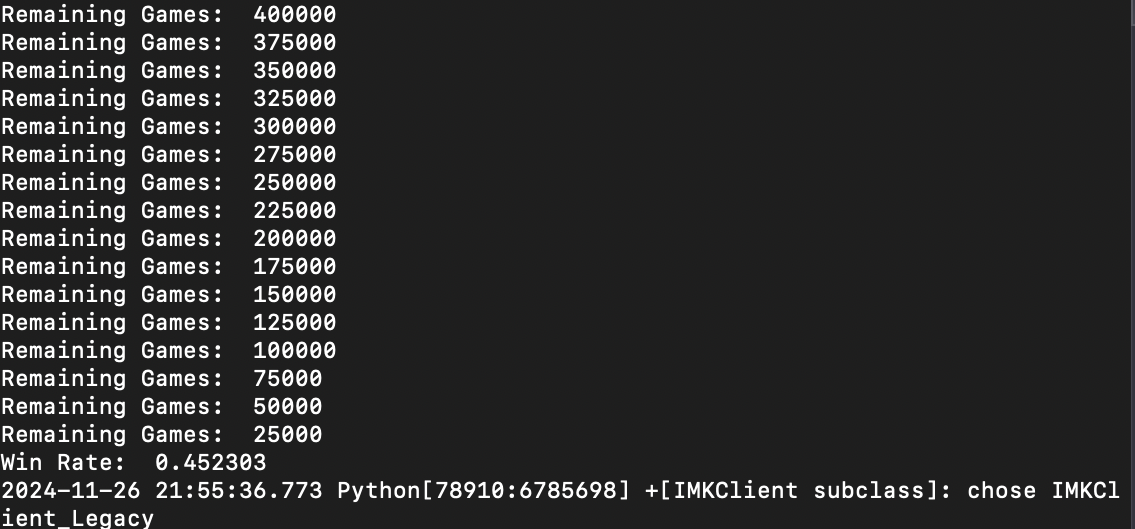 Remaining Games:  400000
Remaining Games:  375000
Remaining Games:  350000
Remaining Games:  325000
Remaining Games:  300000
Remaining Games:  275000
Remaining Games:  250000
Remaining Games:  225000
Remaining Games:  200000
Remaining Games:  175000
Remaining Games:  150000
Remaining Games:  125000
Remaining Games:  100000
Remaining Games:  75000
Remaining Games:  50000
Remaining Games:  25000
Win Rate:  0.452303
2024-11-26 21:55:36.773 Python[78910:6785698] +[IMKClient subclass]: chose IMKCl
ient_Legacy